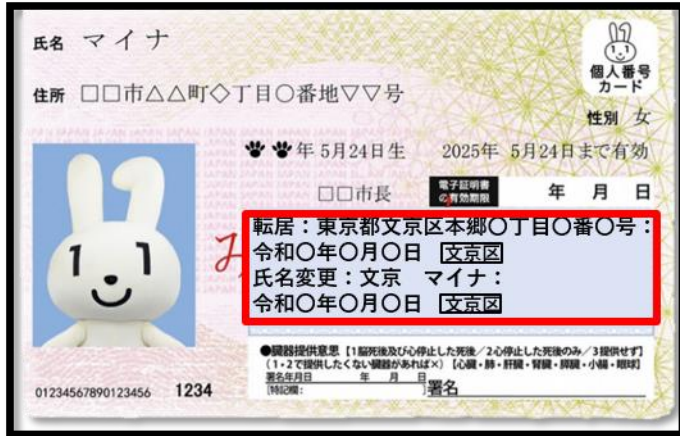 氏名 マイナ
個人番号
カード
住所 □□市△△町◇丁目○番地▽▽号
性別 女
年 5月24日生 2025年 5月24日まで有効
□□市長 電子証明書の有効期限 年 月 日
転居：東京都文京区本郷〇丁目〇番〇号：
令和〇年〇月〇日 文京区
氏名変更：文京 マイナ：
令和〇年〇月〇日 文京区
●臓器提供意思【1脳死後及び心停止した死後／2心停止した死後のみ／3提供せず】
（1・2で提供したくない臓器があれば×）【心臓・肺・肝臓・腎臓・膵臓・小腸・眼球】
署名年月日 年 月 日
［特記欄： ］署名
01234567890123456 1234